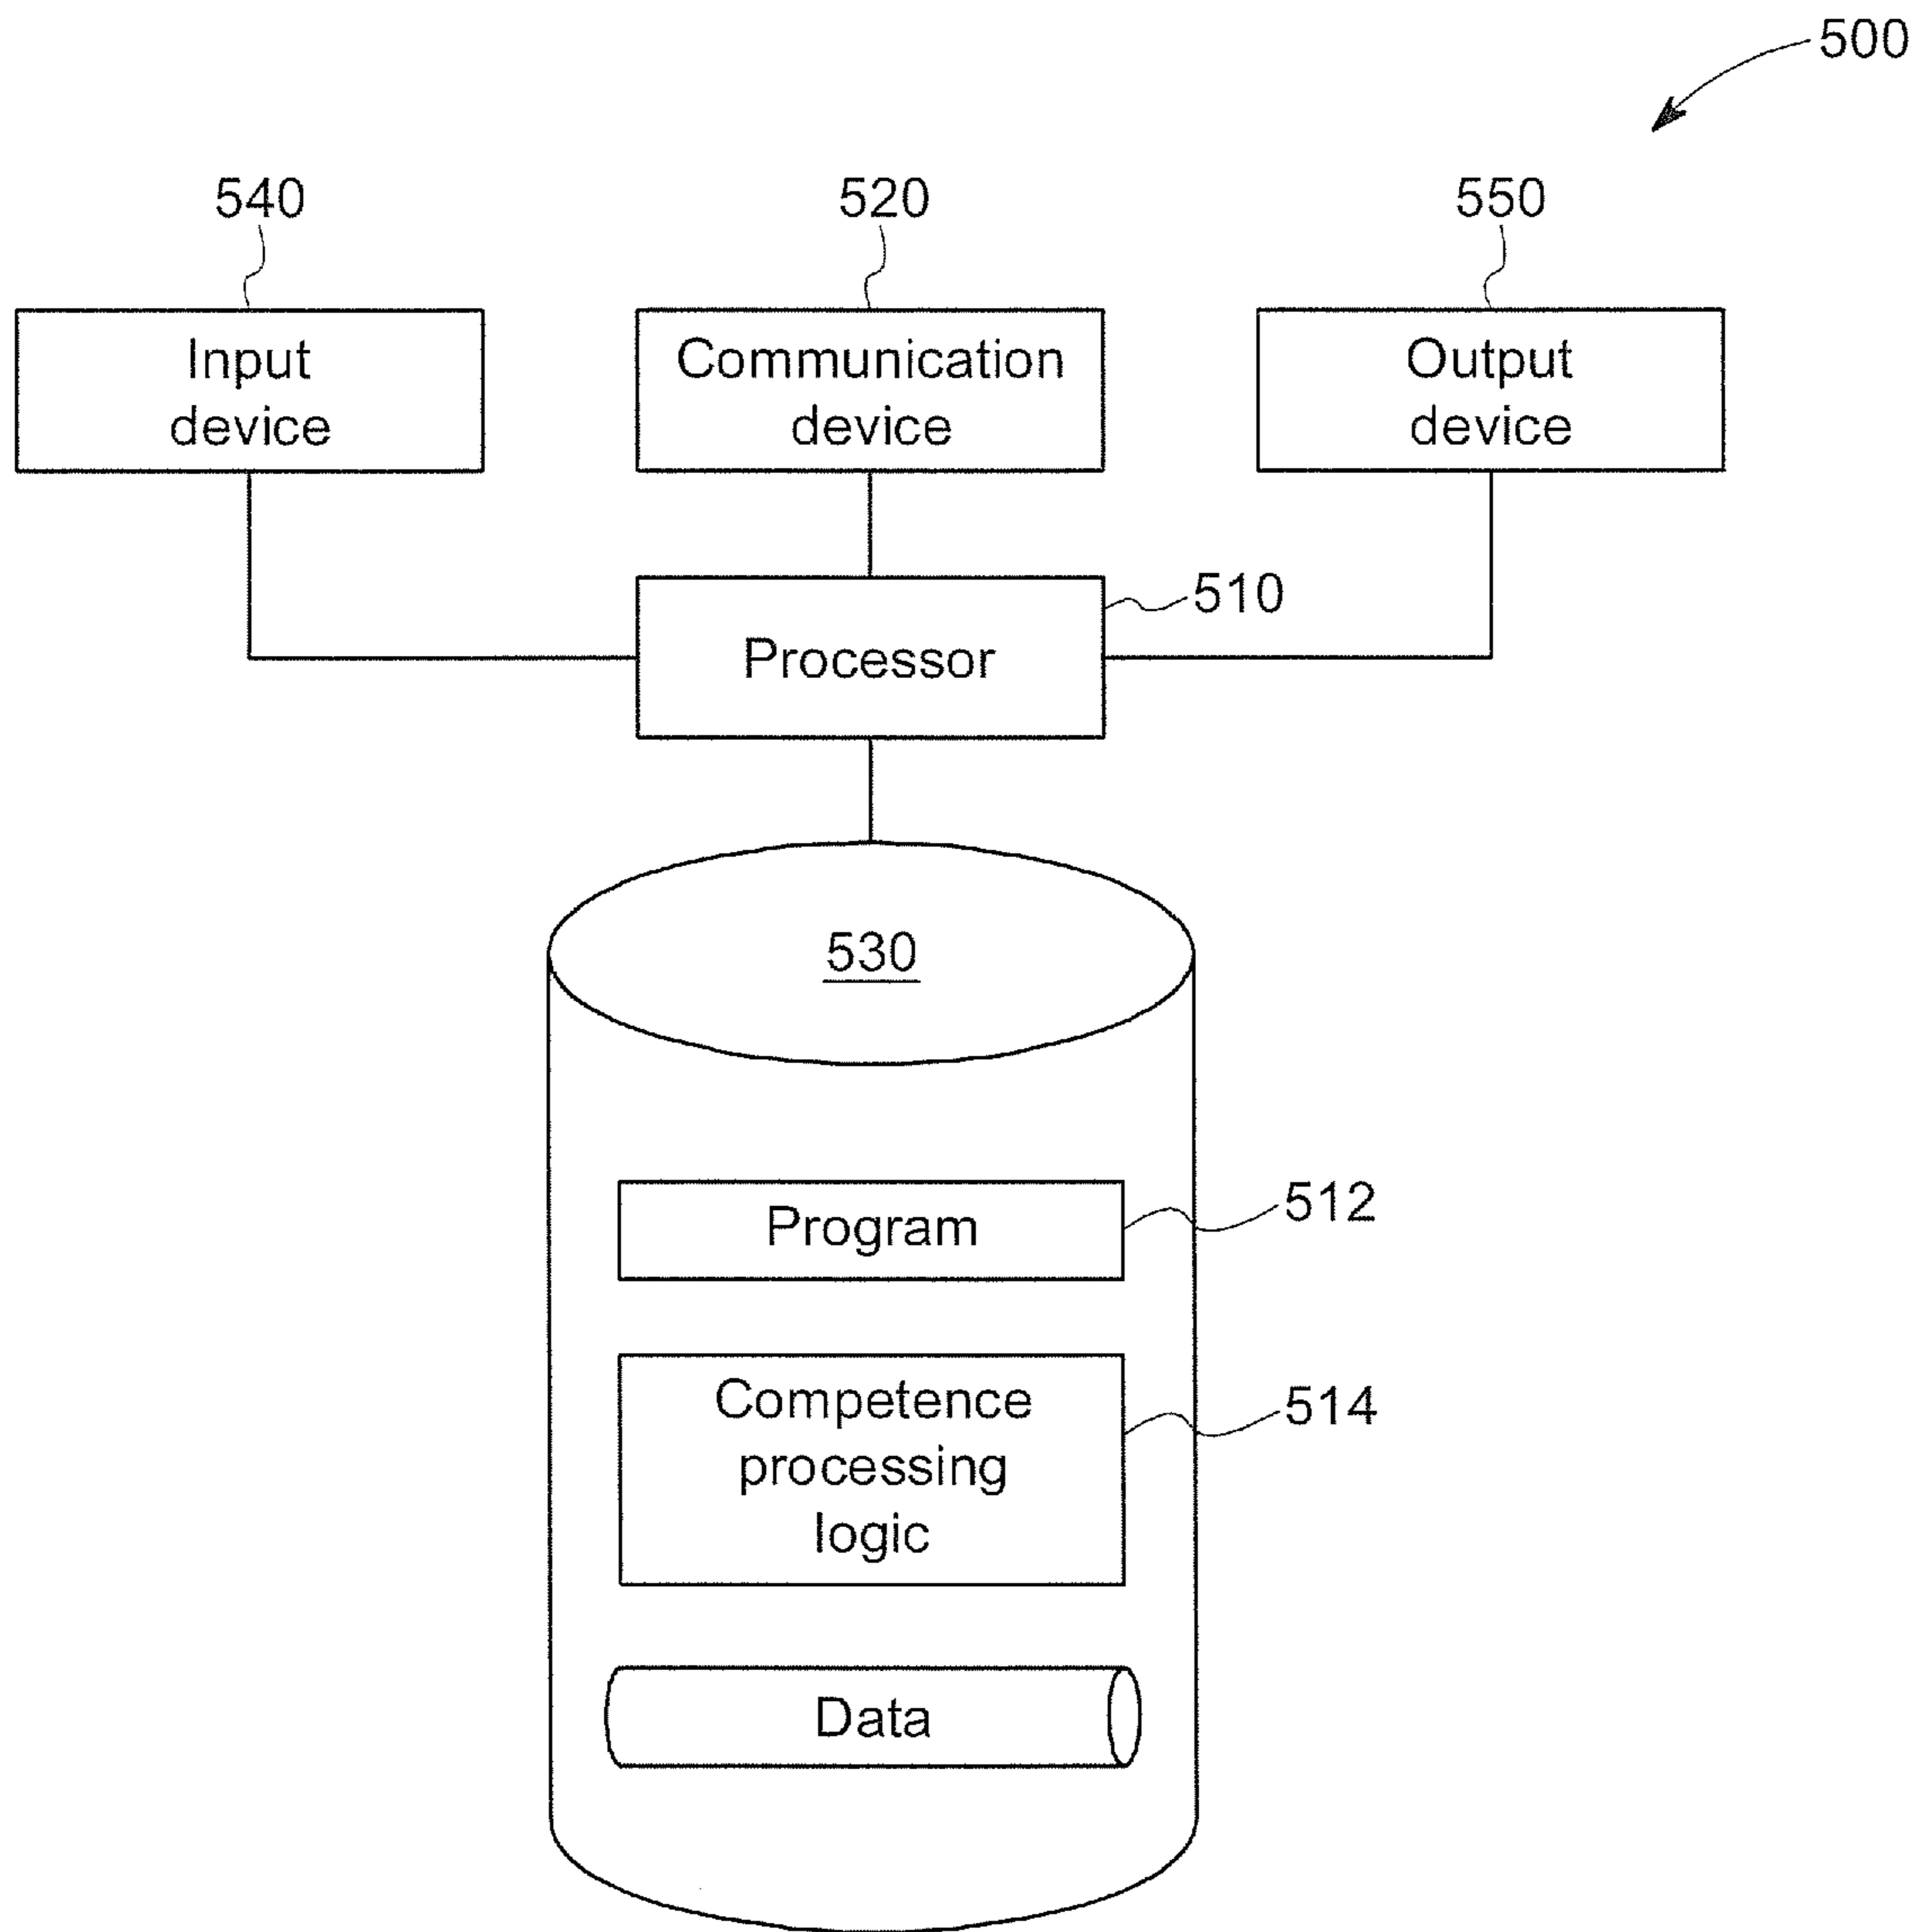 500
540
520
550
Input
device
Communication
device
Output
device
510
Processor
530
Program
512
Competence
processing
logic
514
Data